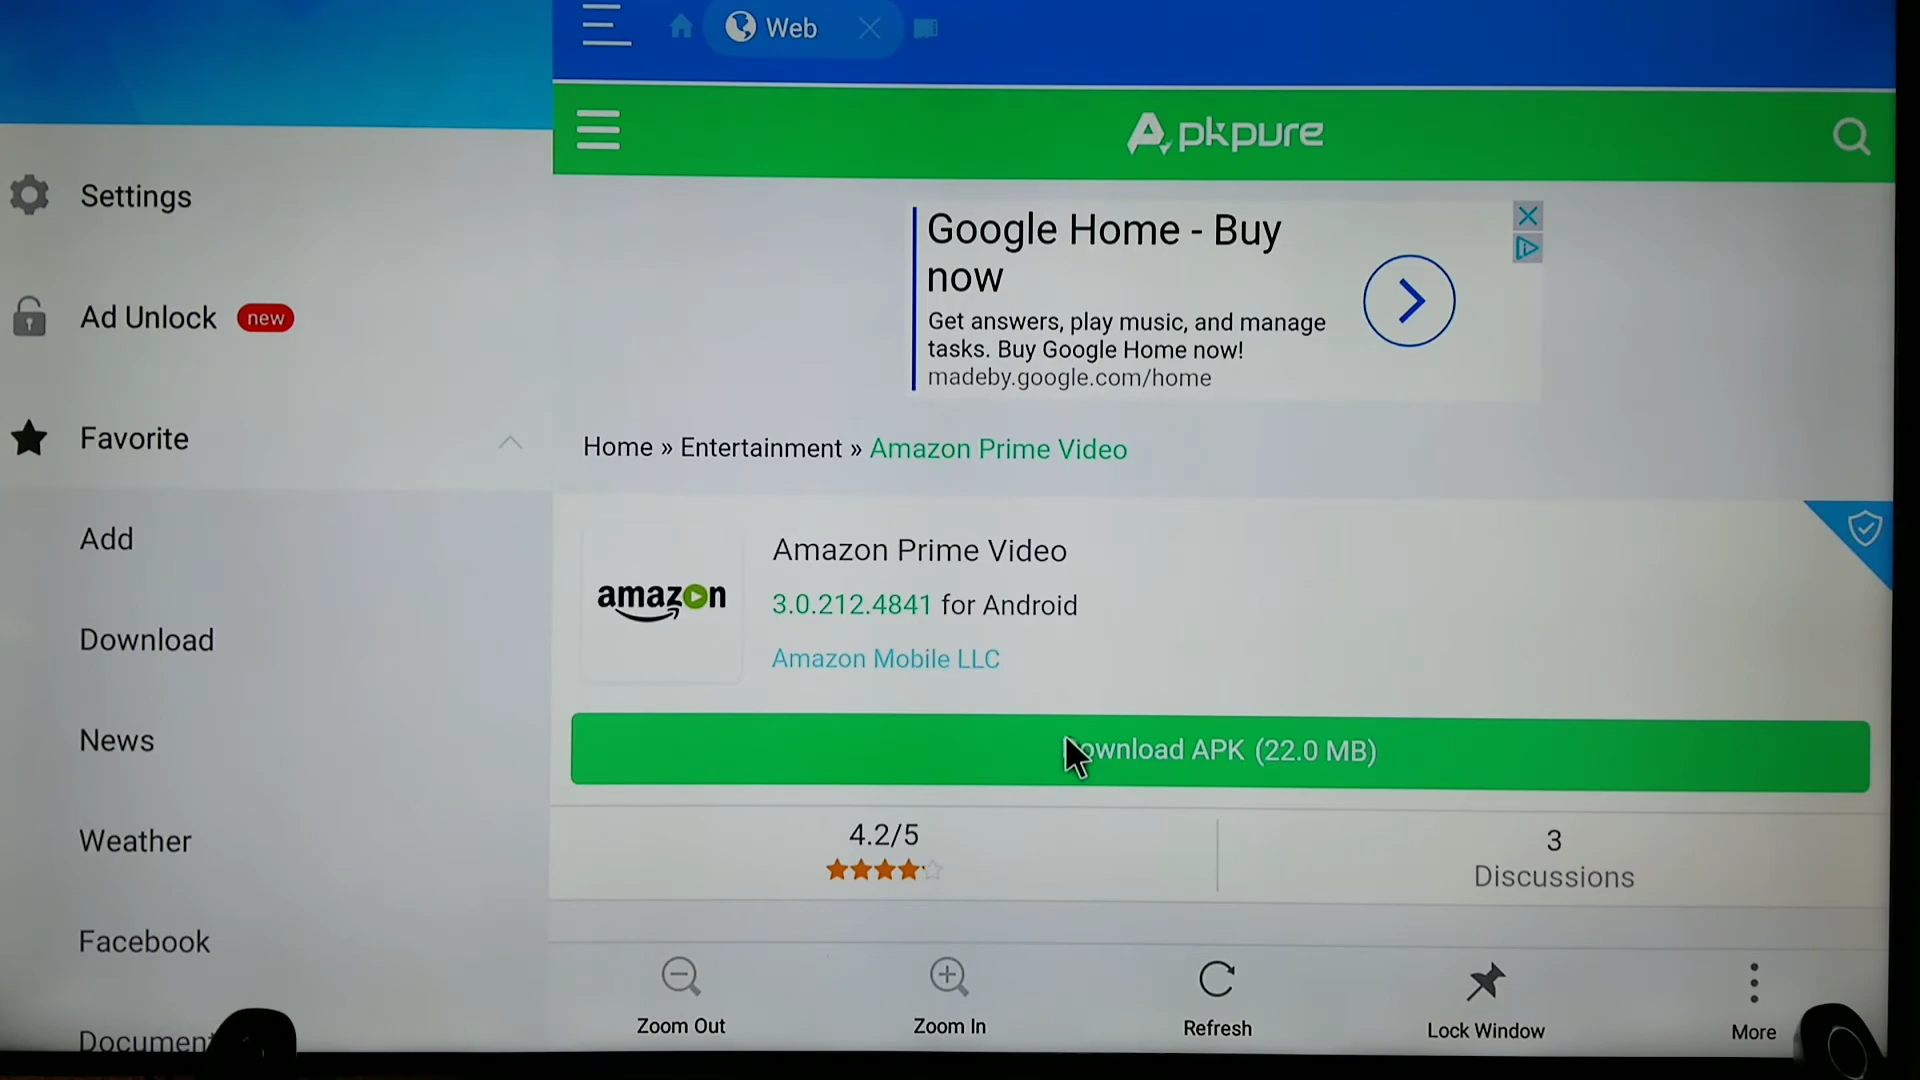 Web
Apkpure
Settings
Ad Unlock new
Favorite
Add
Download
News
Weather
Facebook
Google Home - Buy
now
Get answers, play music, and manage
tasks. Buy Google Home now!
madeby.google.com/home
Home » Entertainment » Amazon Prime Video
amazon
Amazon Prime Video
3.0.212.4841 for Android
Amazon Mobile LLC
Download APK (22.0 MB)
4.2/5
3
Discussions
Zoom Out
Zoom In
Refresh
Lock Window
More